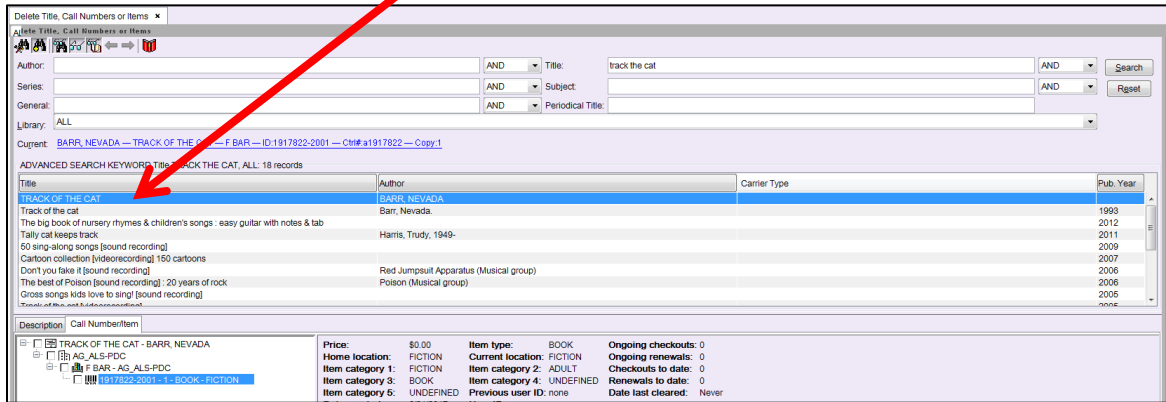 Delete Title, Call Numbers or Items ×
lete Title, Call Numbers or Items
Author: AND Title: track the cat AND Search
Series: AND Subject: AND Reset
General: AND Periodical Title:
Library: ALL
Current: BARR, NEVADA — TRACK OF THE — F BAR — ID:1917822-2001 — Ctrl#:a1917822 — Copy:1
ADVANCED SEARCH KEYWORD Title TRACK THE CAT, ALL: 18 records
Title Author Carrier Type Pub. Year
TRACK OF THE CAT BARR, NEVADA
Track of the cat Barr, Nevada. 1993
The big book of nursery rhymes & children's songs : easy guitar with notes & tab 2012
Tally cat keeps track Harris, Trudy, 1949- 2011
50 sing-along songs [sound recording] 2009
Cartoon collection [videorecording] 150 cartoons 2007
Don't you fake it [sound recording] Red Jumpsuit Apparatus (Musical group) 2006
The best of Poison [sound recording] : 20 years of rock Poison (Musical group) 2006
Gross songs kids love to sing! [sound recording] 2005
Track of the cat [videorecording] 2005
Description Call Number/Item
TRACK OF THE CAT - BARR, NEVADA
AG_ALS-PDC
F BAR - AG_ALS-PDC
1917822-2001 - 1 - BOOK - FICTION
Price: $0.00 Item type: BOOK Ongoing checkouts: 0
Home location: FICTION Current location: FICTION Ongoing renewals: 0
Item category 1: FICTION Item category 2: ADULT Checkouts to date: 0
Item category 3: BOOK Item category 4: UNDEFINED Renewals to date: 0
Item category 5: UNDEFINED Previous user ID: none Date last cleared: Never